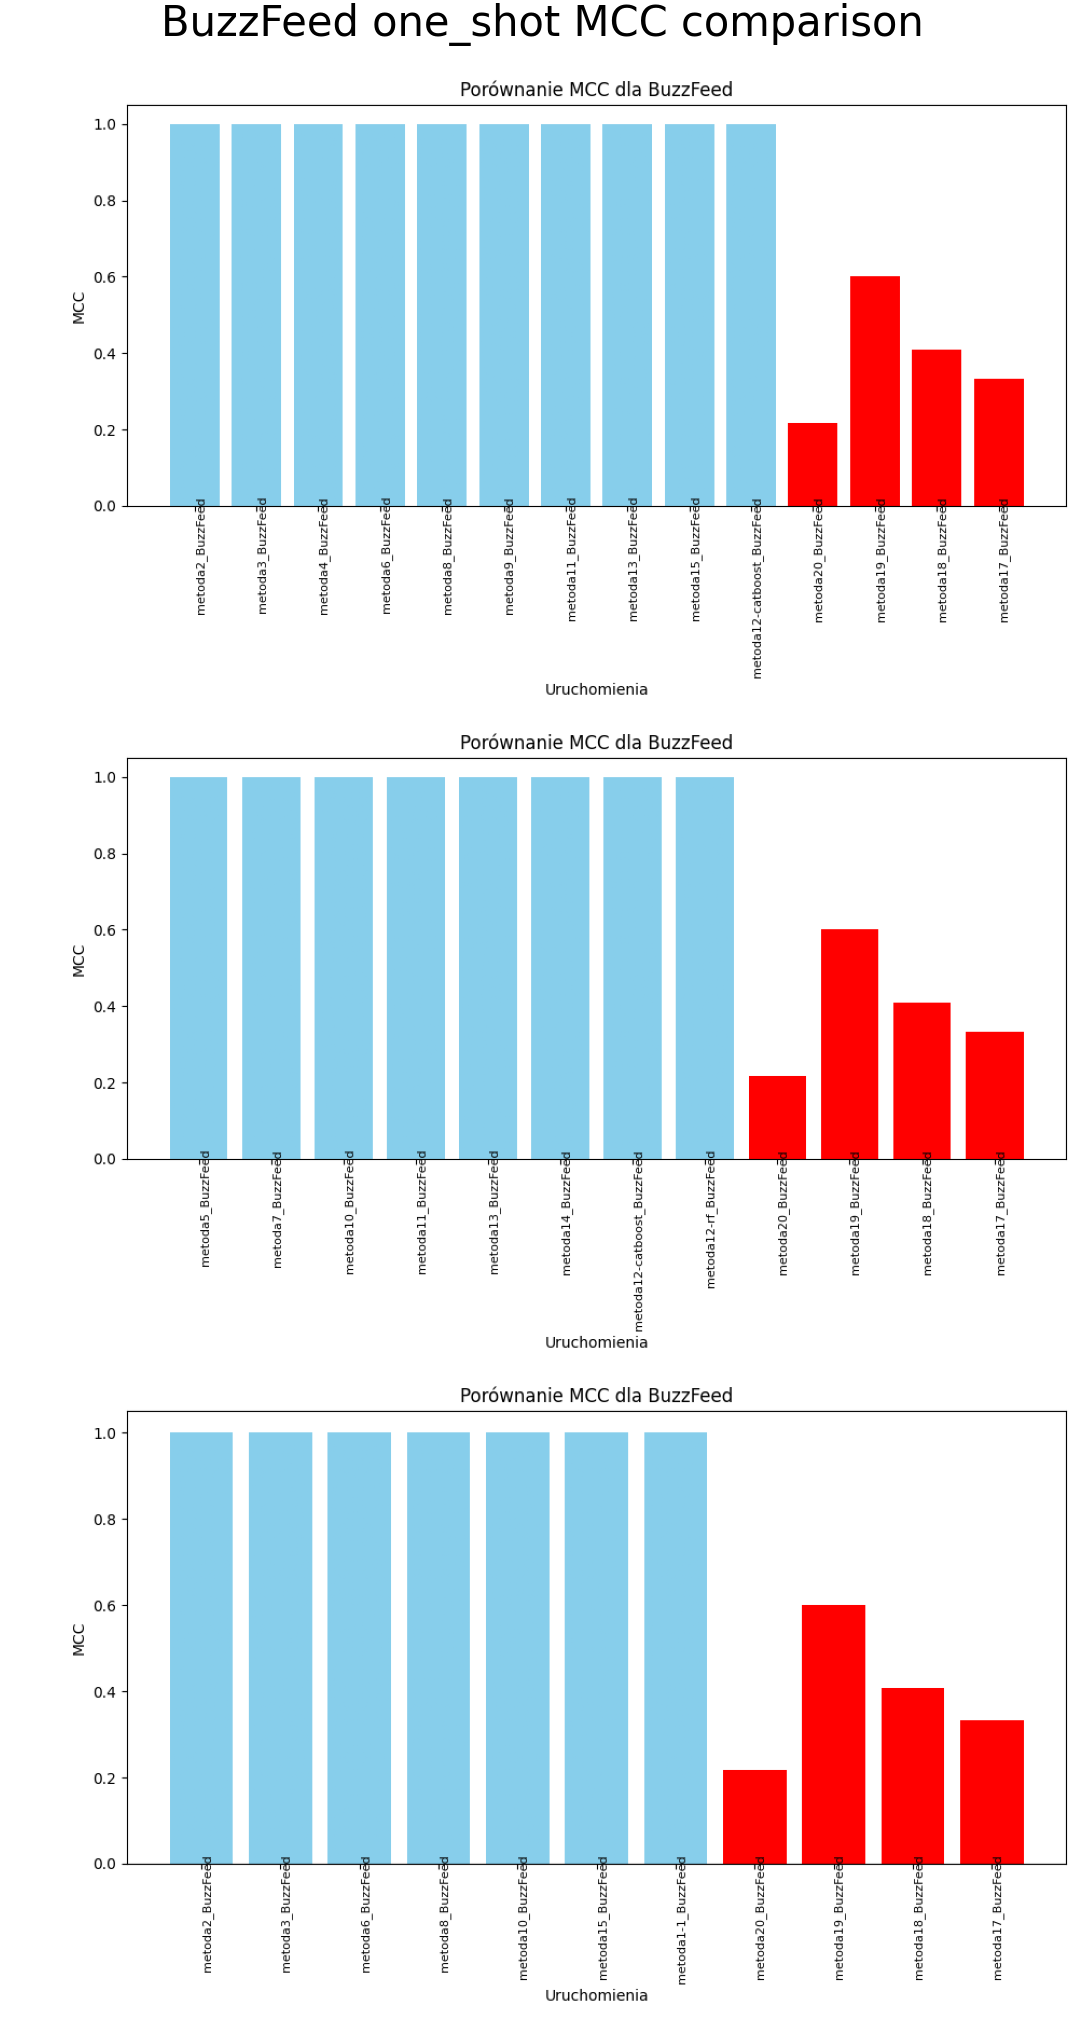 BuzzFeed one_shot MCC comparison
Porównanie MCC dla BuzzFeed
MCC
1.0
0.8
0.6
0.4
0.2
0.0
metoda2_BuzzFeed
metoda3_BuzzFeed
metoda4_BuzzFeed
metoda6_BuzzFeed
metoda8_BuzzFeed
metoda9_BuzzFeed
metoda11_BuzzFeed
metoda13_BuzzFeed
metoda15_BuzzFeed
metoda12-catboost_BuzzFeed
metoda20_BuzzFeed
metoda19_BuzzFeed
metoda18_BuzzFeed
metoda17_BuzzFeed
Uruchomienia
Porównanie MCC dla BuzzFeed
MCC
1.0
0.8
0.6
0.4
0.2
0.0
metoda5_BuzzFeed
metoda7_BuzzFeed
metoda10_BuzzFeed
metoda11_BuzzFeed
metoda13_BuzzFeed
metoda14_BuzzFeed
metoda12-catboost_BuzzFeed
metoda12-rf_BuzzFeed
metoda20_BuzzFeed
metoda19_BuzzFeed
metoda18_BuzzFeed
metoda17_BuzzFeed
Uruchomienia
Porównanie MCC dla BuzzFeed
MCC
1.0
0.8
0.6
0.4
0.2
0.0
metoda2_BuzzFeed
metoda3_BuzzFeed
metoda6_BuzzFeed
metoda8_BuzzFeed
metoda10_BuzzFeed
metoda15_BuzzFeed
metoda1-1_BuzzFeed
metoda20_BuzzFeed
metoda19_BuzzFeed
metoda18_BuzzFeed
metoda17_BuzzFeed
Uruchomienia